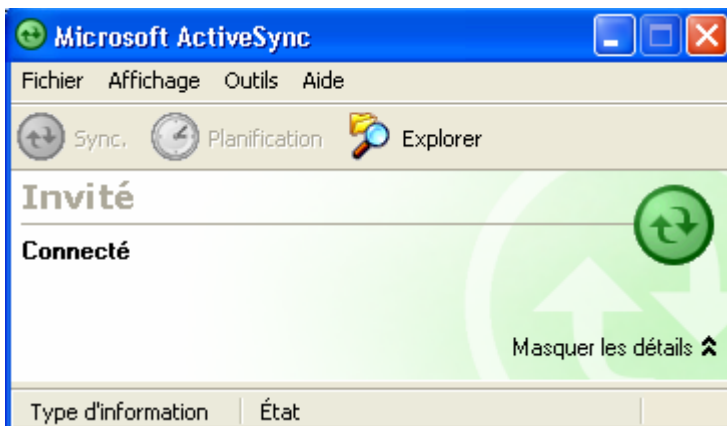 Microsoft ActiveSync
Fichier Affichage Outils Aide
Sync. Planification Explorer
Invité
Connecté
Masquer les détails
Type d'information État